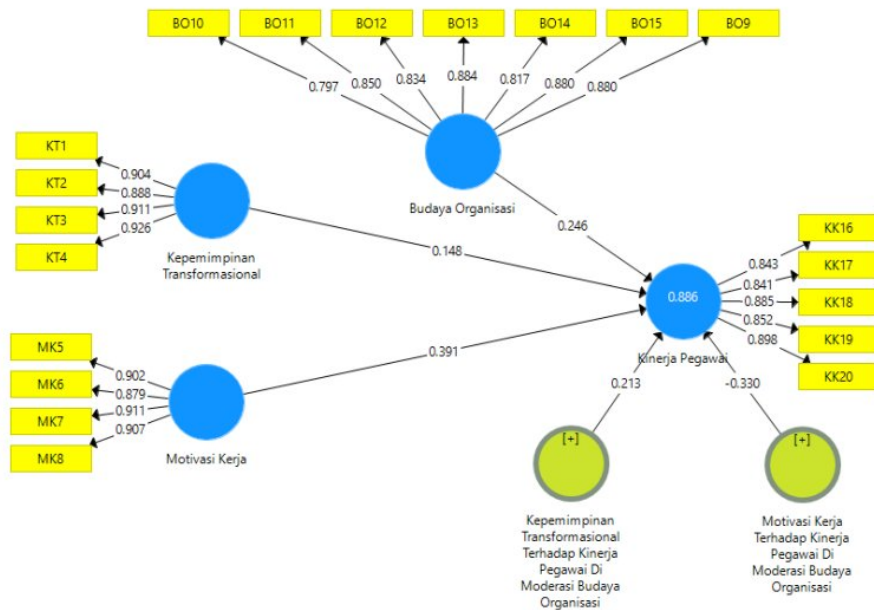 BO10
BO11
BO12
BO13
BO14
BO15
BO9
0.797
0.850
0.834
0.884
0.817
0.880
0.880
Budaya Organisasi
KT1
KT2
KT3
KT4
0.904
0.888
0.911
0.926
Kepemimpinan
Transformasional
0.246
0.148
0.391
MK5
MK6
MK7
MK8
0.902
0.879
0.911
0.907
Motivasi Kerja
0.886
Kinerja Pegawai
0.843
0.841
0.885
0.852
0.898
KK16
KK17
KK18
KK19
KK20
0.213
-0.330
[+]
Kepemimpinan
Transformasional
Terhadap Kinerja
Pegawai Di
Moderasi Budaya
Organisasi
[+]
Motivasi Kerja
Terhadap Kinerja
Pegawai Di
Moderasi Budaya
Organisasi